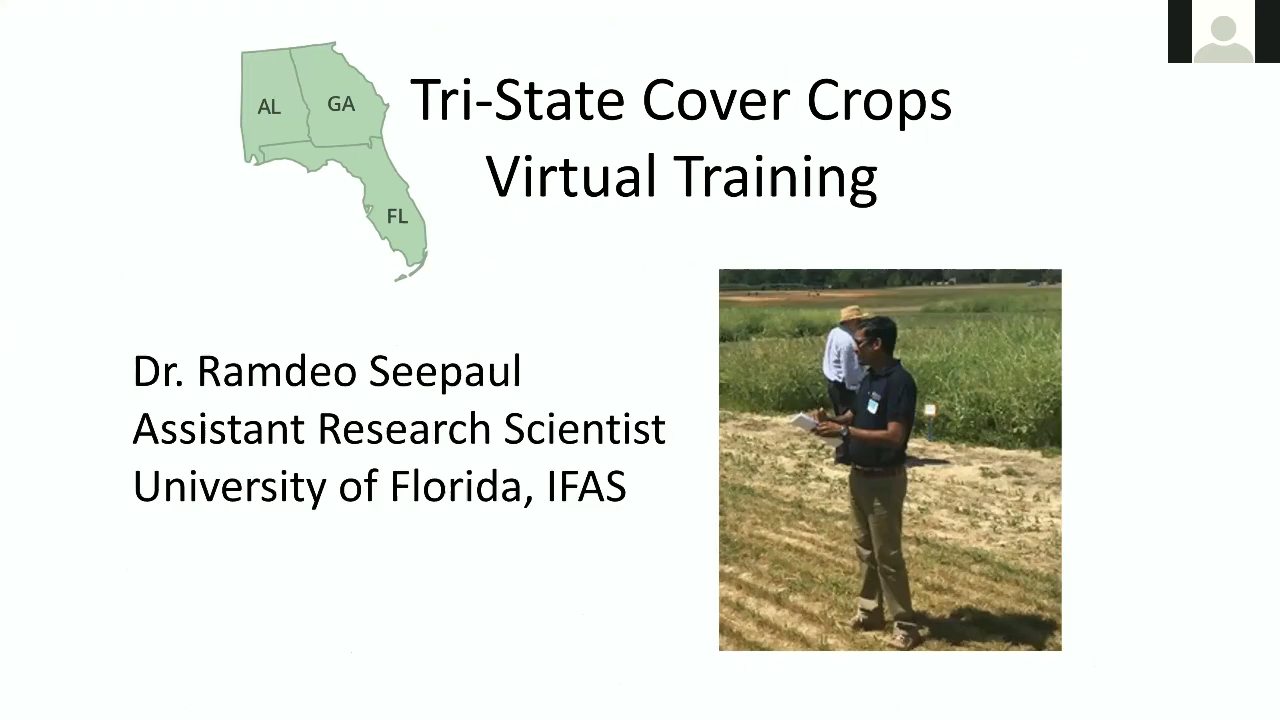 AL
GA
FL
Tri-State Cover Crops
Virtual Training
Dr. Ramdeo Seepaul
Assistant Research Scientist
University of Florida, IFAS